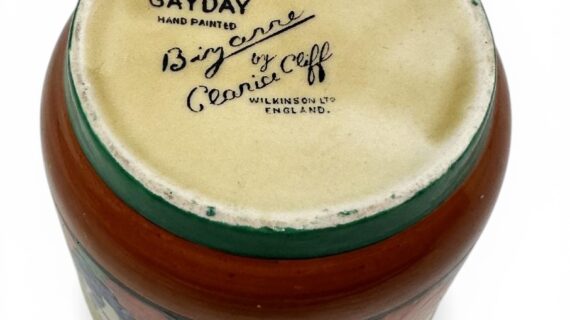 GAYDAY
HAND PAINTED
Bizarre
by
Clarice Cliff
WILKINSON LTD
ENGLAND.